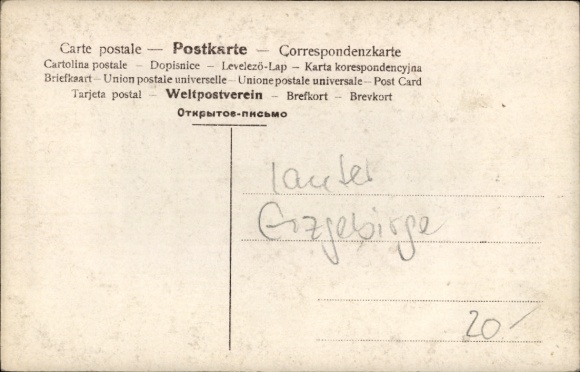 Carte postale — Postkarte — Correspondenzkarte
Cartolina postale – Dopisnice – Levelező-Lap – Karta korespondencyjna
Briefkaart – Union postale universelle – Unione postale universale – Post Card
Tarjeta postal – Weltpostverein – Brefkort – Brevkort
Открытое-письмо
Lauter
Erzgebirge
20 –